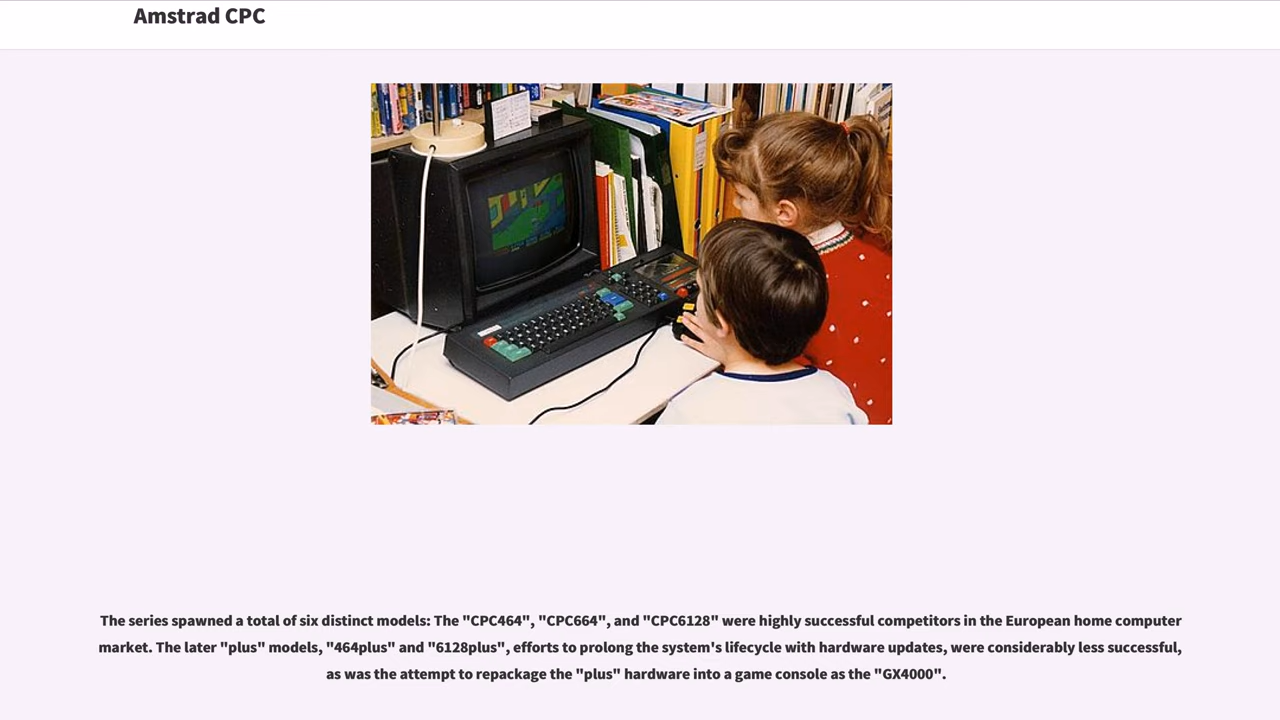 Amstrad CPC
The series spawned a total of six distinct models: The "CPC464", "CPC664", and "CPC6128" were highly successful competitors in the European home computer
market. The later "plus" models, "464plus" and "6128plus", efforts to prolong the system's lifecycle with hardware updates, were considerably less successful,
as was the attempt to repackage the "plus" hardware into a game console as the "GX4000".